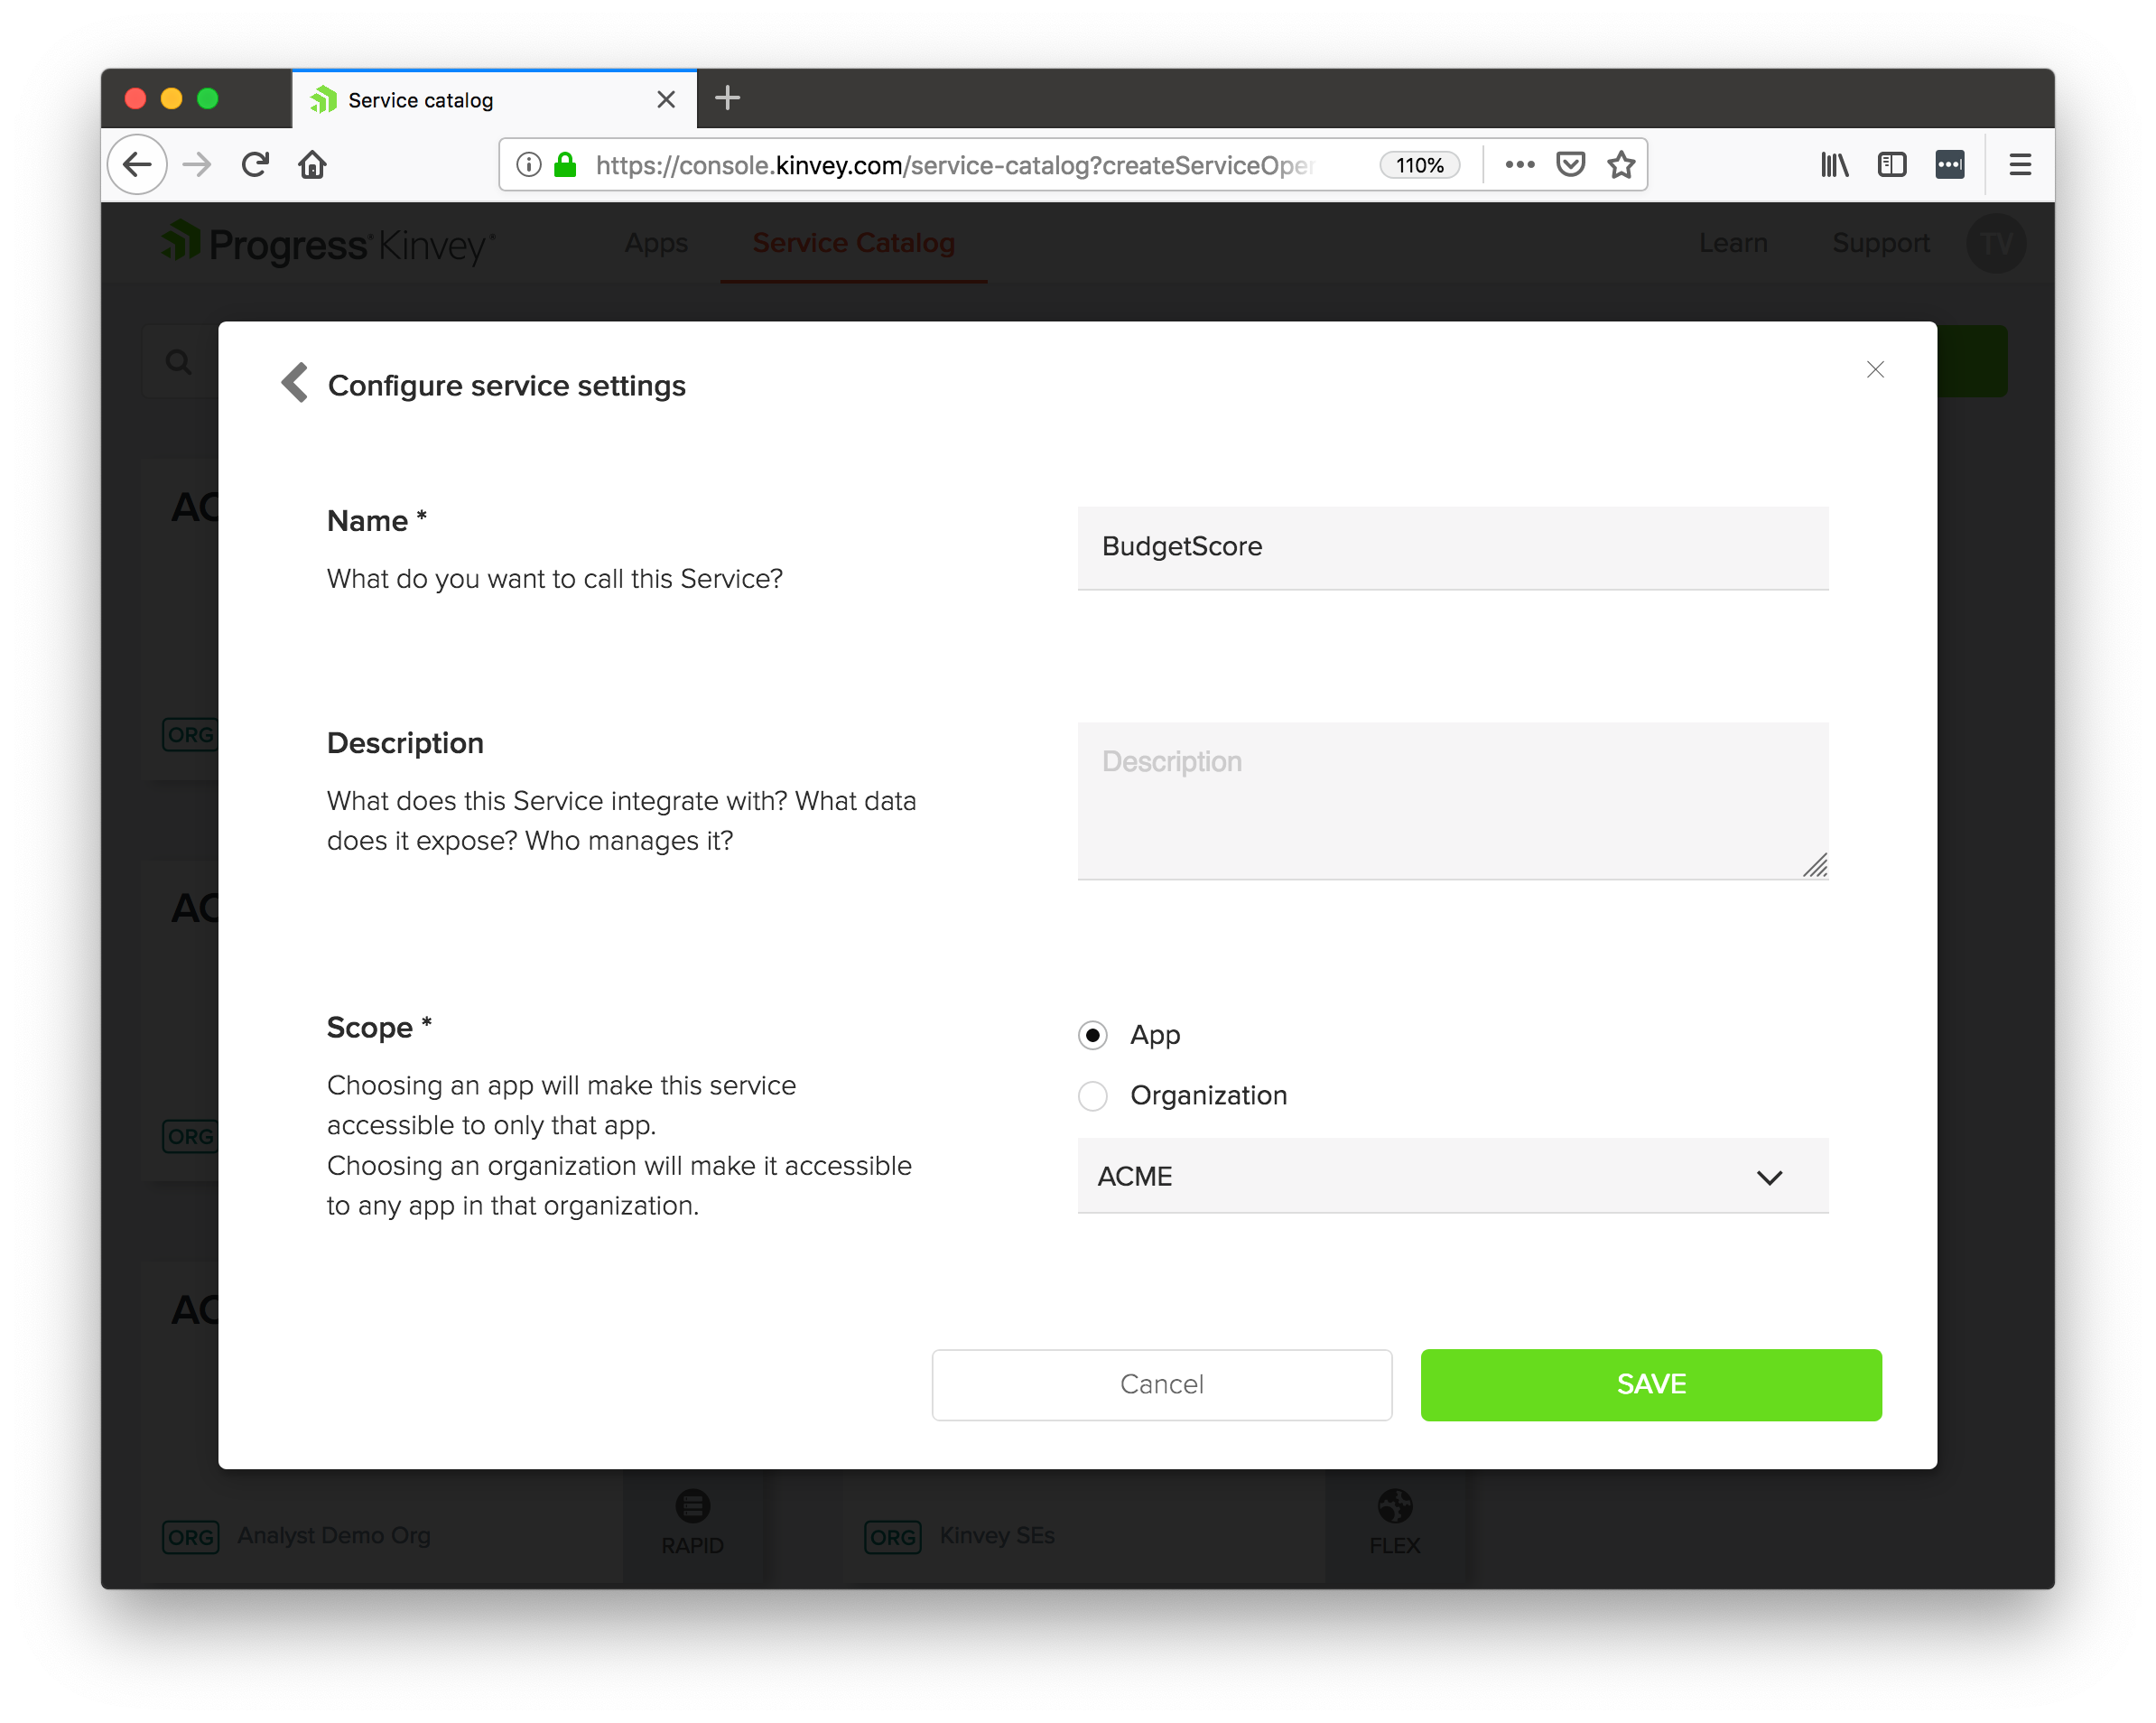 Service catalog
https://console.kinvey.com/service-catalog?createServiceOper
110%
Progress Kinvey
Apps
Service Catalog
Learn
Support
TV
Configure service settings
Name *
What do you want to call this Service?
BudgetScore
Description
What does this Service integrate with? What data
does it expose? Who manages it?
Description
Scope *
Choosing an app will make this service
accessible to only that app.
Choosing an organization will make it accessible
to any app in that organization.
App
Organization
ACME
Cancel
SAVE
AC
ORG
AC
ORG
AC
ORG Analyst Demo Org
RAPID
ORG Kinvey SEs
FLEX